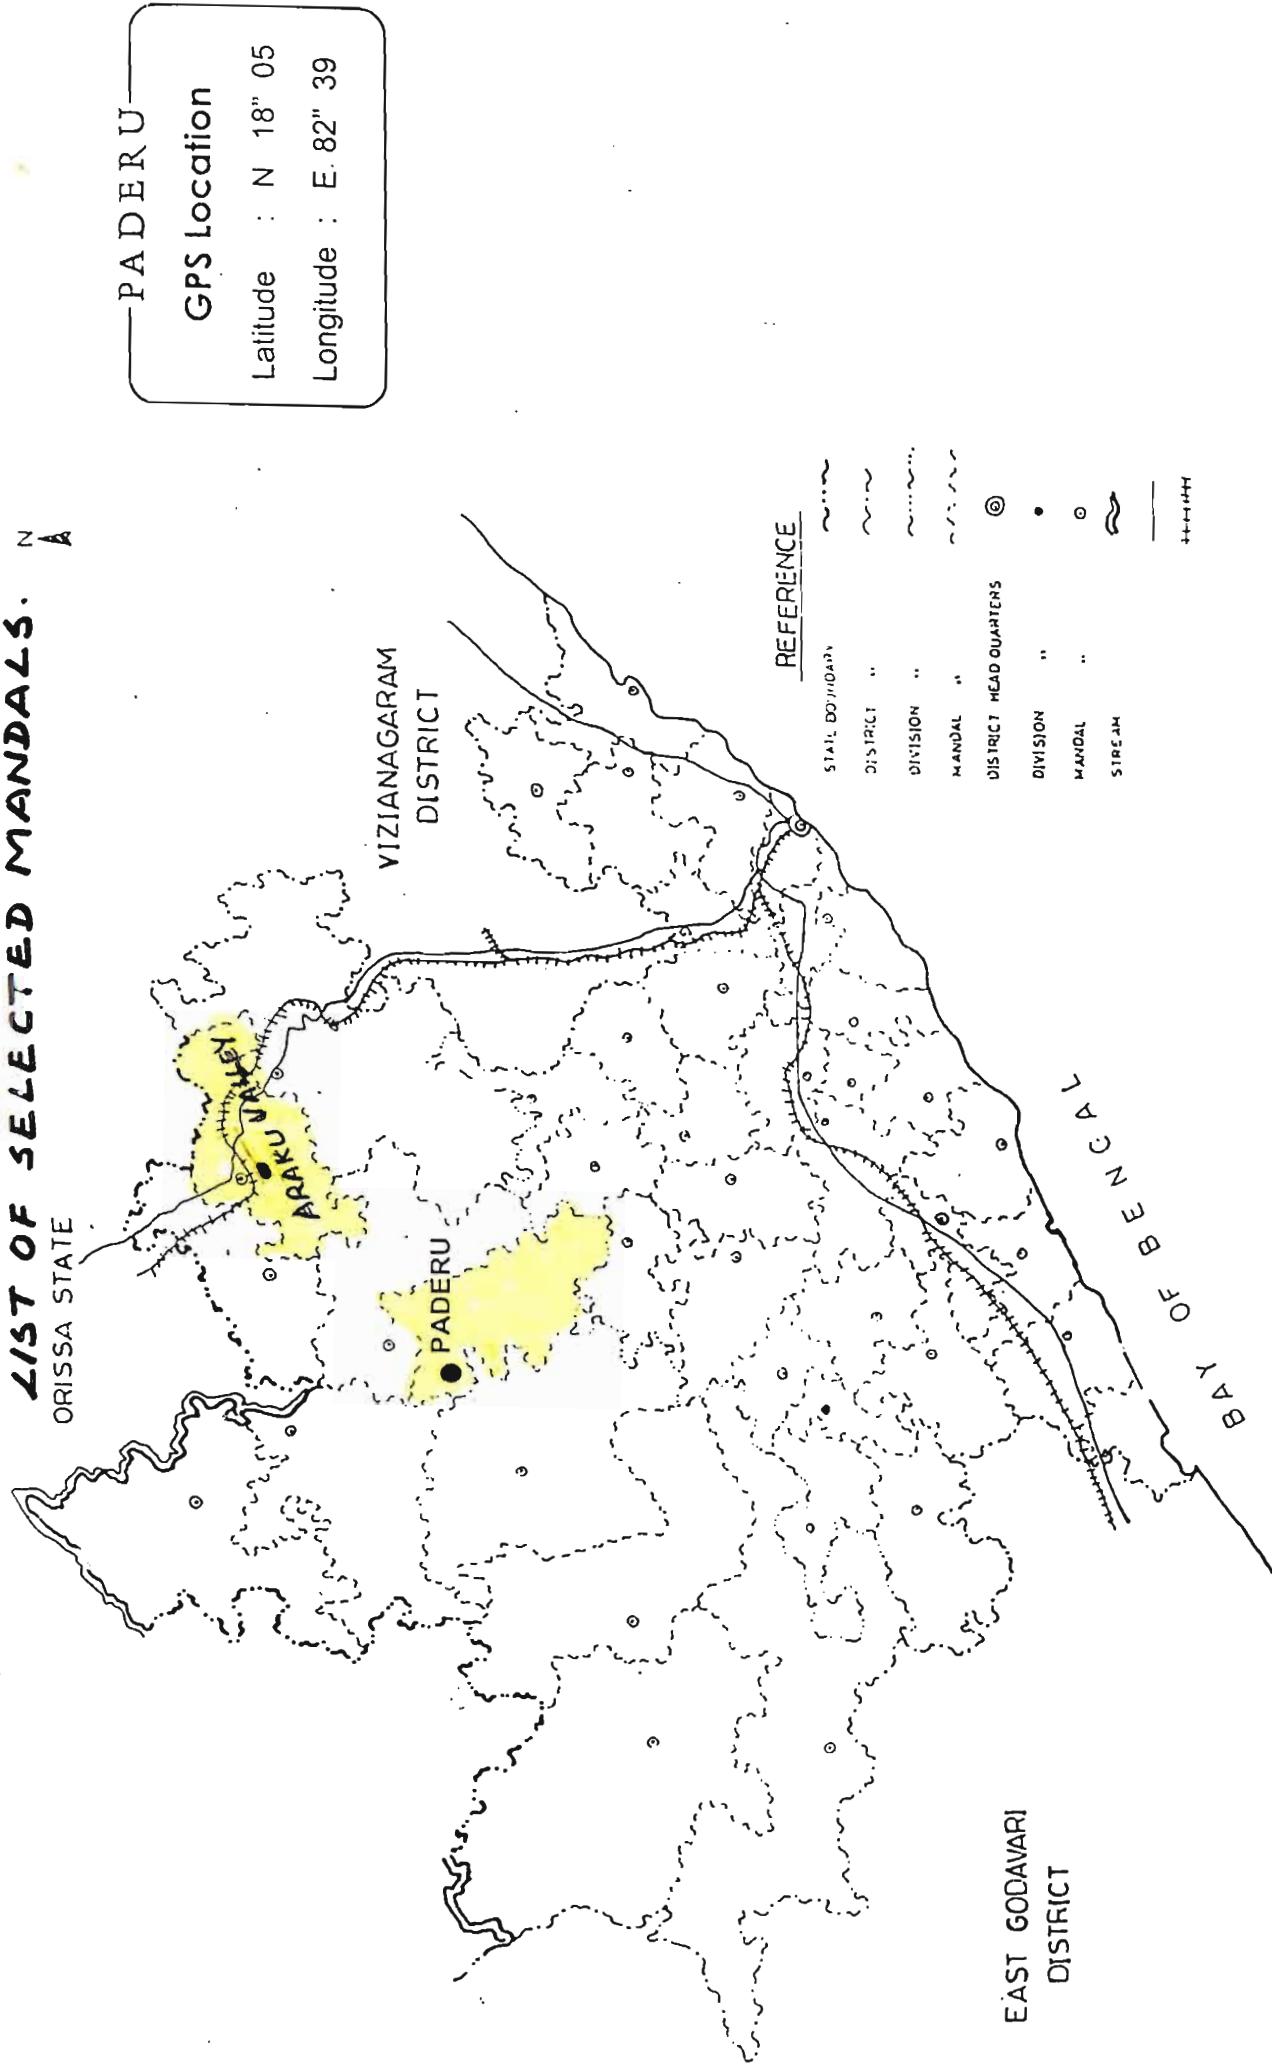 LIST OF SELECTED MANDALS.
N
ORISSA STATE
PADERU
GPS Location
Latitude : N 18" 05
Longitude : E. 82" 39
ARAKU VALLEY
PADERU
VIZIANAGARAM
DISTRICT
EAST GODAVARI
DISTRICT
BAY OF BENGAL
REFERENCE
STATE BOUNDARY
DISTRICT "
DIVISION "
MANDAL "
DISTRICT HEAD QUARTERS
DIVISION "
MANDAL "
STREAM